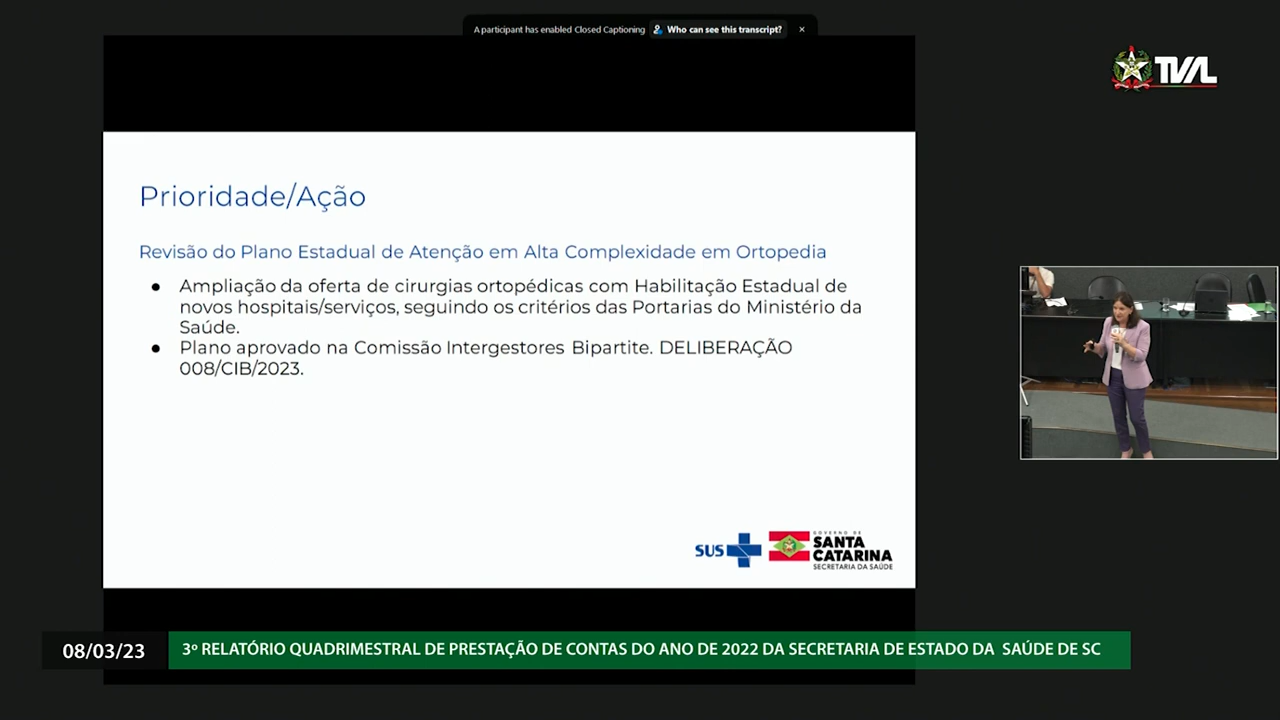 A participant has enabled Closed Captioning Who can see this transcript? ×
TVAL
Prioridade/Ação
Revisão do Plano Estadual de Atenção em Alta Complexidade em Ortopedia
● Ampliação da oferta de cirurgias ortopédicas com Habilitação Estadual de
novos hospitais/serviços, seguindo os critérios das Portarias do Ministério da
Saúde.
● Plano aprovado na Comissão Intergestores Bipartite. DELIBERAÇÃO
008/CIB/2023.
SUS
GOVERNO DE
SANTA
CATARINA
SECRETARIA DA SAÚDE
08/03/23
3º RELATÓRIO QUADRIMESTRAL DE PRESTAÇÃO DE CONTAS DO ANO DE 2022 DA SECRETARIA DE ESTADO DA SAÚDE DE SC